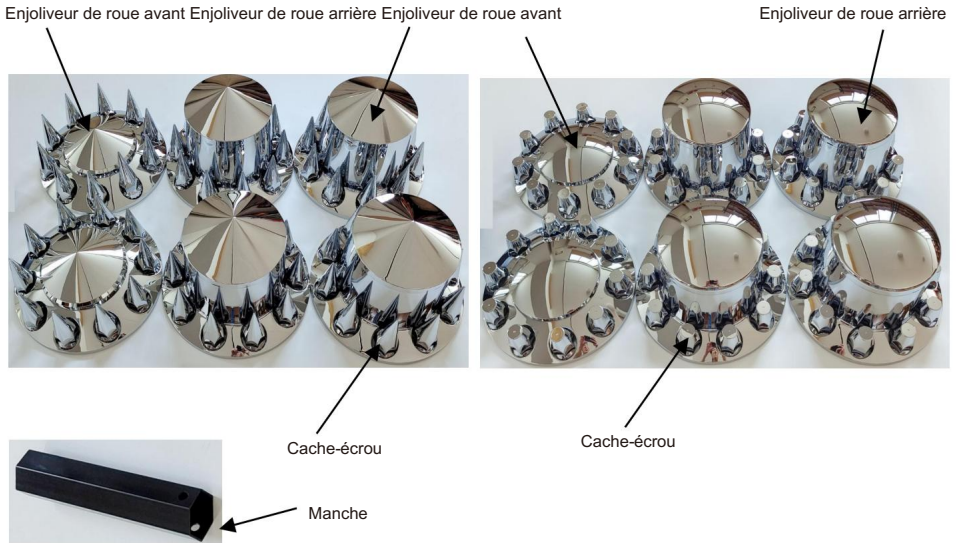 Enjoliveur de roue avant Enjoliveur de roue arrière Enjoliveur de roue avant
Enjoliveur de roue arrière
Cache-écrou
Cache-écrou
Manche